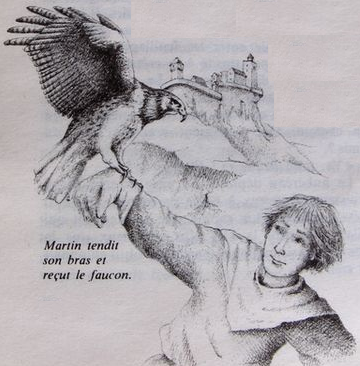 Martin tendit
son bras et
reçut le faucon.